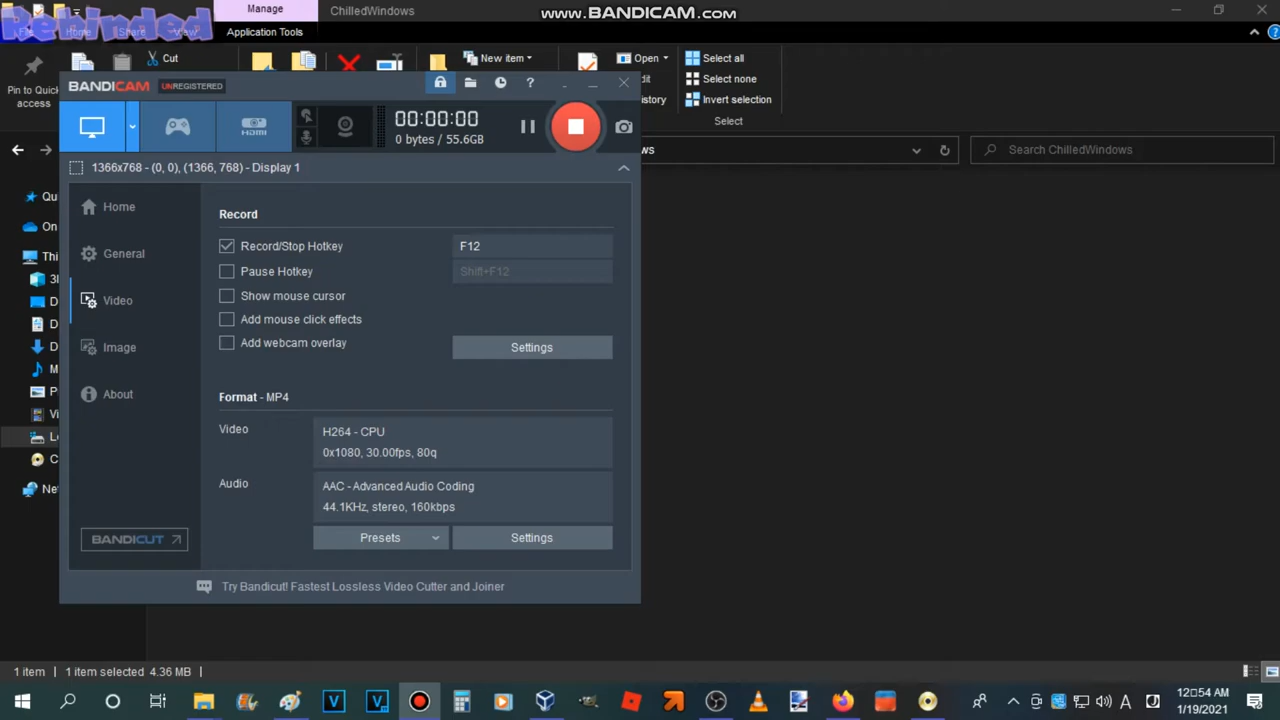 Manage
ChilledWindows
www.BANDICAM.com
Rehinded
Home
Share
View
Application Tools
Pin to Quick
access
Cut
New item
Open
Select all
Select none
Invert selection
Select
BANDICAM UNREGISTERED
00:00:00
0 bytes / 55.6GB
HDMI
1366x768 - (0, 0), (1366, 768) - Display 1
Search ChilledWindows
Home
General
Video
Image
About
BANDICUT
Record
Record/Stop Hotkey
F12
Pause Hotkey
Shift+F12
Show mouse cursor
Add mouse click effects
Add webcam overlay
Settings
Format - MP4
Video
H264 - CPU
0x1080, 30.00fps, 80q
Audio
AAC - Advanced Audio Coding
44.1KHz, stereo, 160kbps
Presets
Settings
Try Bandicut! Fastest Lossless Video Cutter and Joiner
1 item
1 item selected 4.36 MB
12:54 AM
1/19/2021